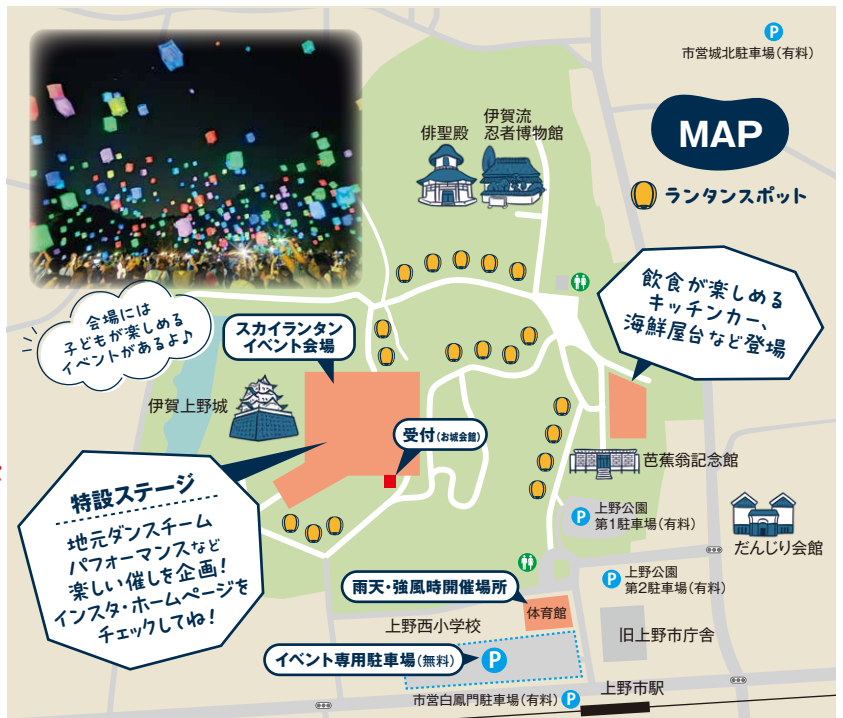 P
市営城北駐車場(有料)
MAP
ランタンスポット
俳聖殿
伊賀流
忍者博物館
飲食が楽しめる
キッチンカー、
海鮮屋台など登場
会場には
子どもが楽しめる
イベントがあるよ♪
スカイランタン
イベント会場
伊賀上野城
受付(お城会館)
芭蕉翁記念館
特設ステージ
地元ダンスチーム
パフォーマンスなど
楽しい催しを企画!
インスタ・ホームページを
チェックしてね!
P
上野公園
第1駐車場(有料)
だんじり会館
P
上野公園
第2駐車場(有料)
雨天・強風時開催場所
体育館
上野西小学校
旧上野市庁舎
イベント専用駐車場(無料)
P
上野市駅
市営白鳳門駐車場(有料)
P